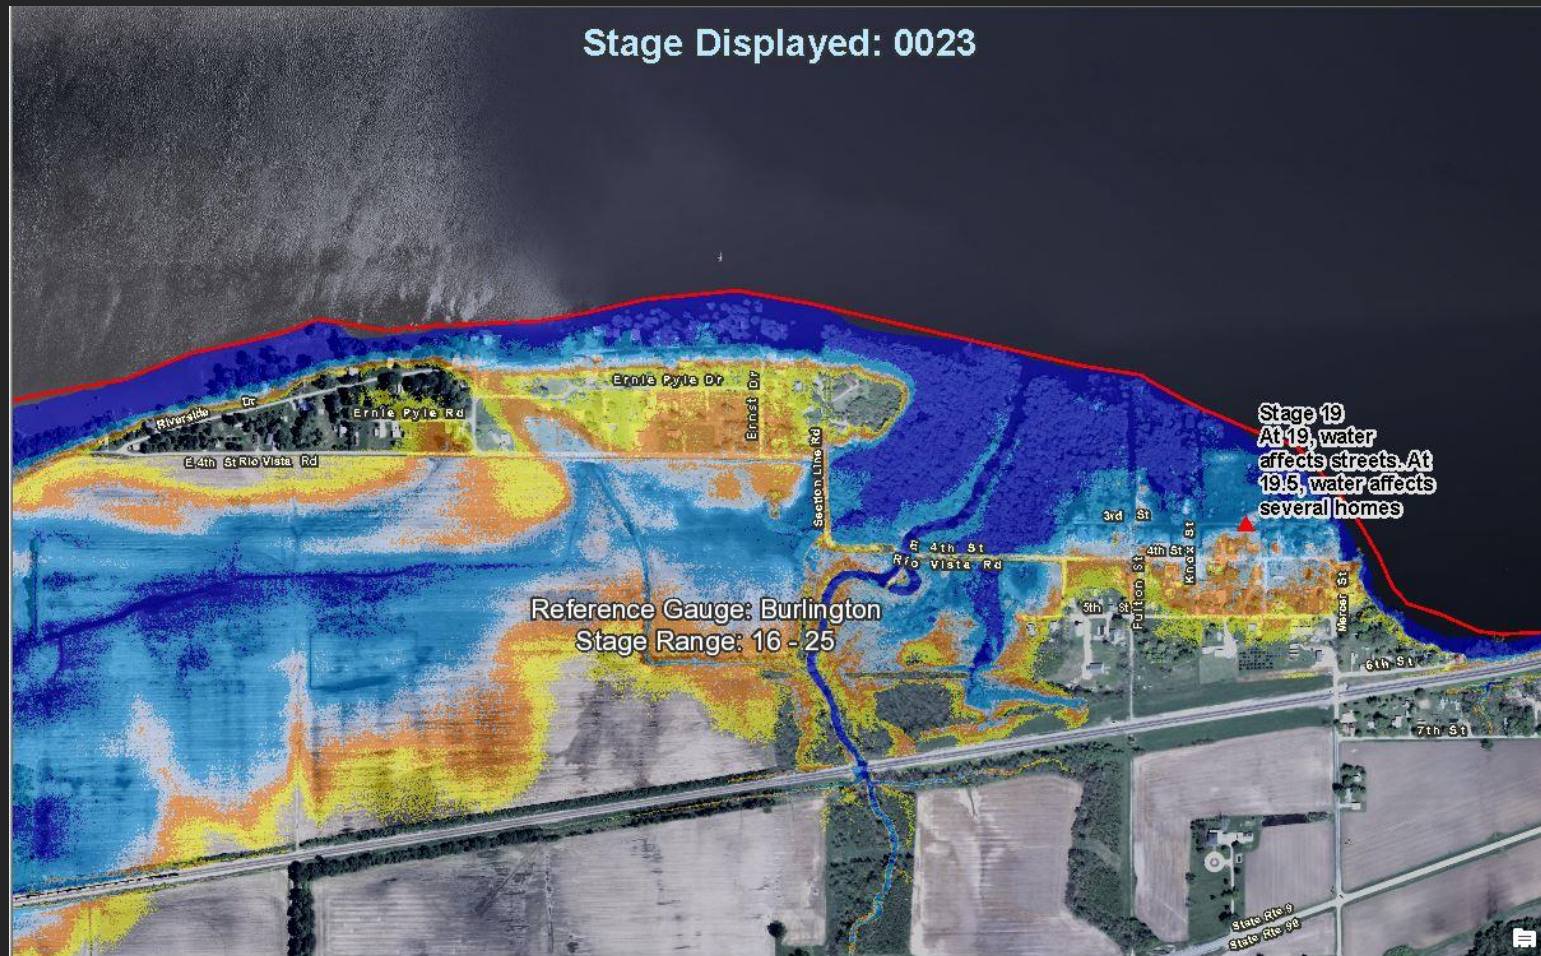 Stage Displayed: 0023
Ernie Pyle Dr
Ernst Dr
Riverside Dr
Ernie Pyle Rd
Stage 19
At 19, water
affects streets. At
19.5, water affects
several homes
E 4th St Rio Vista Rd
Section Line Rd
3rd St
Knox St
E 4th St
Rio Vista Rd
4th St
Fulton St
Mercer St
Reference Gauge: Burlington
Stage Range: 16 - 25
5th St
6th St
7th St
State Rte 9
State Rte 96